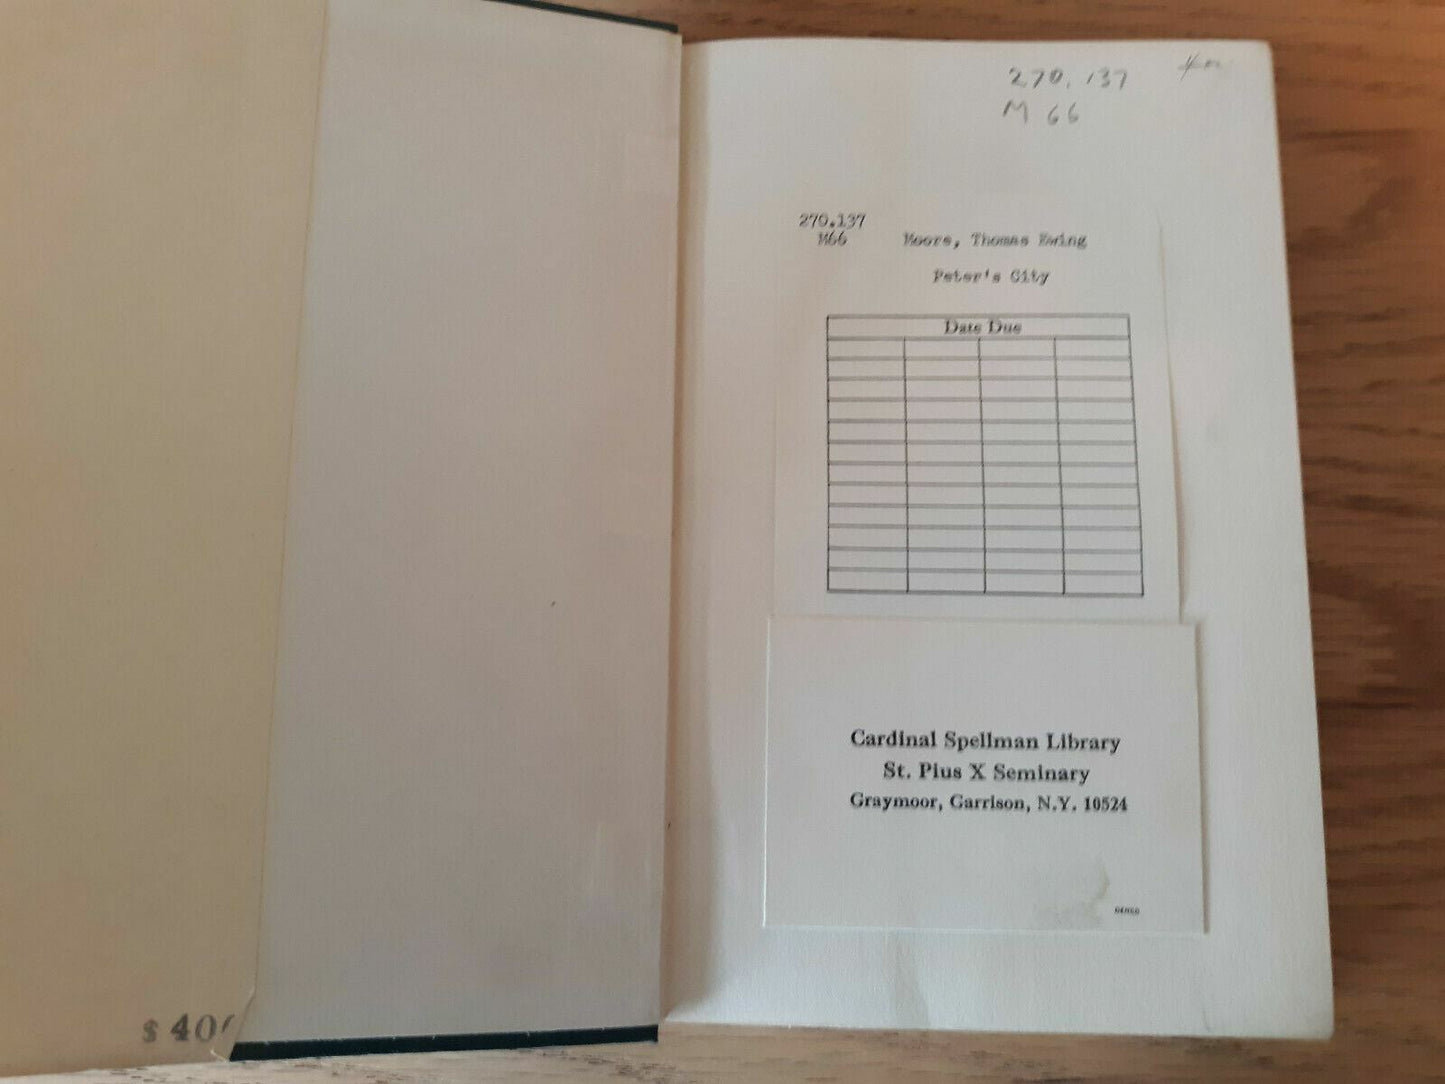 270.137
M 66
270.137
M66
Moore, Thomas Ewing
Peter's City
Date Due
Cardinal Spellman Library
St. Pius X Seminary
Graymoor, Garrison, N.Y. 10524
$ 40